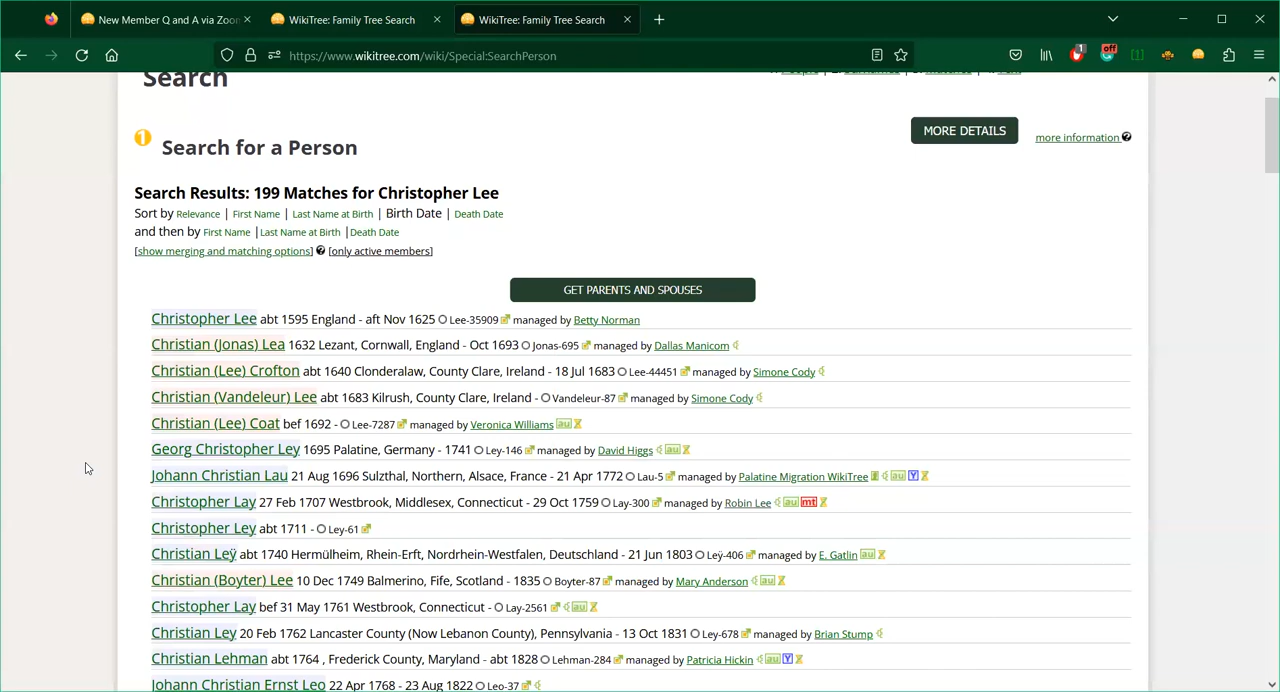 New Member Q and A via Zoom
WikiTree: Family Tree Search
WikiTree: Family Tree Search
https://www.wikitree.com/wiki/Special:SearchPerson
1
off
Search
1
Search for a Person
MORE DETAILS
more information
Search Results: 199 Matches for Christopher Lee
Sort by Relevance | First Name | Last Name at Birth | Birth Date | Death Date
and then by First Name |Last Name at Birth |Death Date
[show merging and matching options] [only active members]
GET PARENTS AND SPOUSES
Christopher Lee abt 1595 England - aft Nov 1625 Lee-35909 managed by Betty Norman
Christian (Jonas) Lea 1632 Lezant, Cornwall, England - Oct 1693 Jonas-695 managed by Dallas Manicom
Christian (Lee) Crofton abt 1640 Clonderalaw, County Clare, Ireland - 18 Jul 1683 Lee-44451 managed by Simone Cody
Christian (Vandeleur) Lee abt 1683 Kilrush, County Clare, Ireland - Vandeleur-87 managed by Simone Cody
Christian (Lee) Coat bef 1692 - Lee-7287 managed by Veronica Williams au
Georg Christopher Ley 1695 Palatine, Germany - 1741 Ley-146 managed by David Higgs au
Johann Christian Lau 21 Aug 1696 Sulzthal, Northern, Alsace, France - 21 Apr 1772 Lau-5 managed by Palatine Migration WikiTree au Y
Christopher Lay 27 Feb 1707 Westbrook, Middlesex, Connecticut - 29 Oct 1759 Lay-300 managed by Robin Lee au mt
Christopher Ley abt 1711 - Ley-61
Christian Leÿ abt 1740 Hermülheim, Rhein-Erft, Nordrhein-Westfalen, Deutschland - 21 Jun 1803 Leÿ-406 managed by E. Gatlin au
Christian (Boyter) Lee 10 Dec 1749 Balmerino, Fife, Scotland - 1835 Boyter-87 managed by Mary Anderson au
Christopher Lay bef 31 May 1761 Westbrook, Connecticut - Lay-2561 au
Christian Ley 20 Feb 1762 Lancaster County (Now Lebanon County), Pennsylvania - 13 Oct 1831 Ley-678 managed by Brian Stump
Christian Lehman abt 1764 , Frederick County, Maryland - abt 1828 Lehman-284 managed by Patricia Hickin au Y
Johann Christian Ernst Leo 22 Apr 1768 - 23 Aug 1822 Leo-37